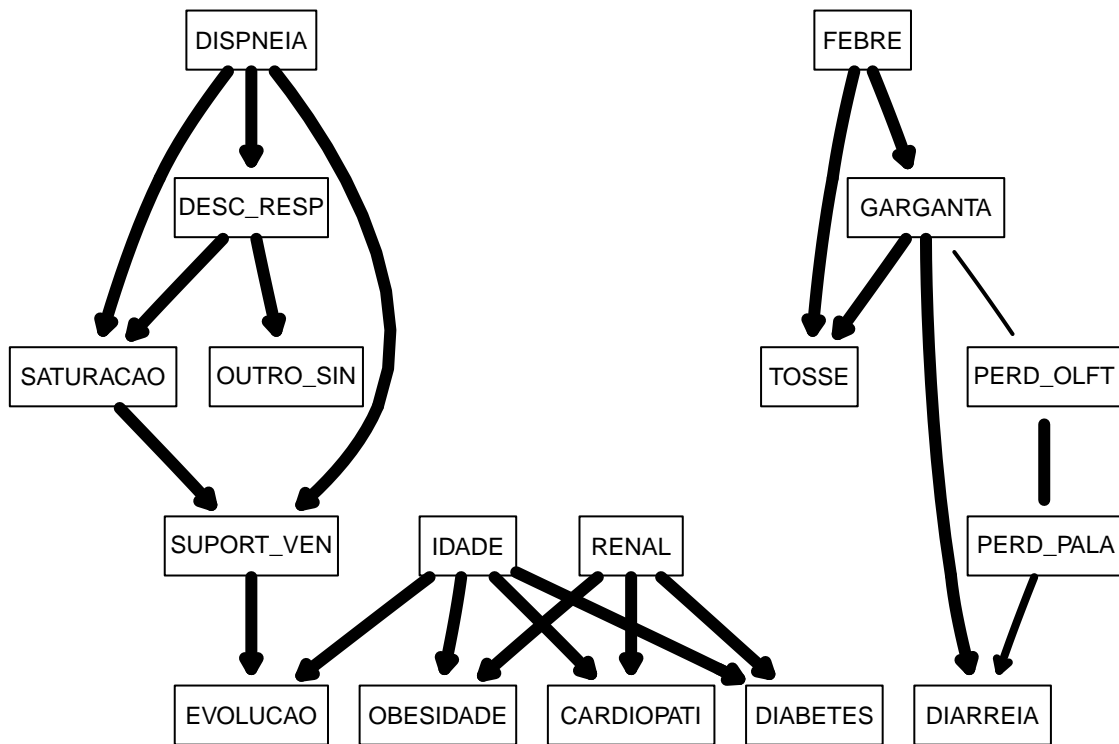 DISPNEIA
FEBRE
DESC_RESP
GARGANTA
SATURACAO
OUTRO_SIN
TOSSE
PERD_OLFT
SUPORT_VEN
IDADE
RENAL
PERD_PALA
EVOLUCAO
OBESIDADE
CARDIOPATI
DIABETES
DIARREIA